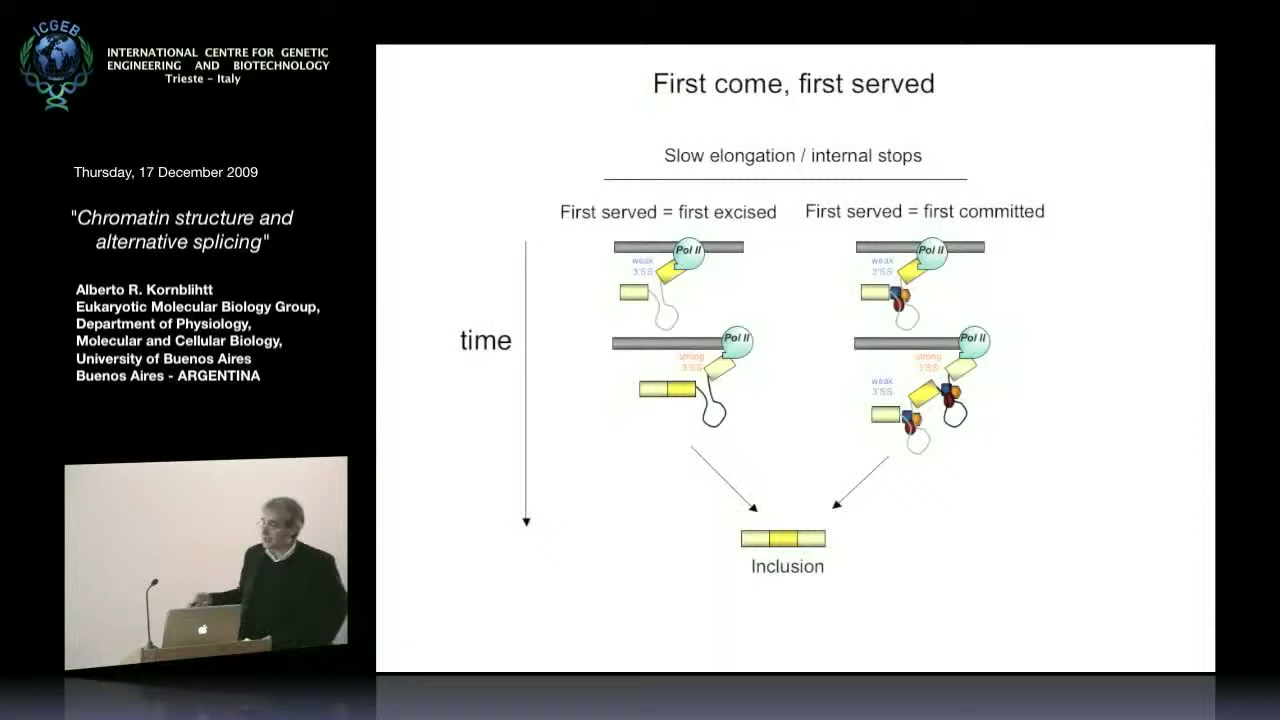 ICGEB
INTERNATIONAL CENTRE FOR GENETIC
ENGINEERING AND BIOTECHNOLOGY
Trieste – Italy
Thursday, 17 December 2009
"Chromatin structure and
alternative splicing"
Alberto R. Kornblihtt
Eukaryotic Molecular Biology Group,
Department of Physiology,
Molecular and Cellular Biology,
University of Buenos Aires
Buenos Aires - ARGENTINA
First come, first served
Slow elongation / internal stops
First served = first excised
First served = first committed
Pol II
weak
3'SS
Pol II
weak
3'SS
time
Pol II
strong
3'SS
Pol II
strong
3'SS
weak
3'SS
Inclusion